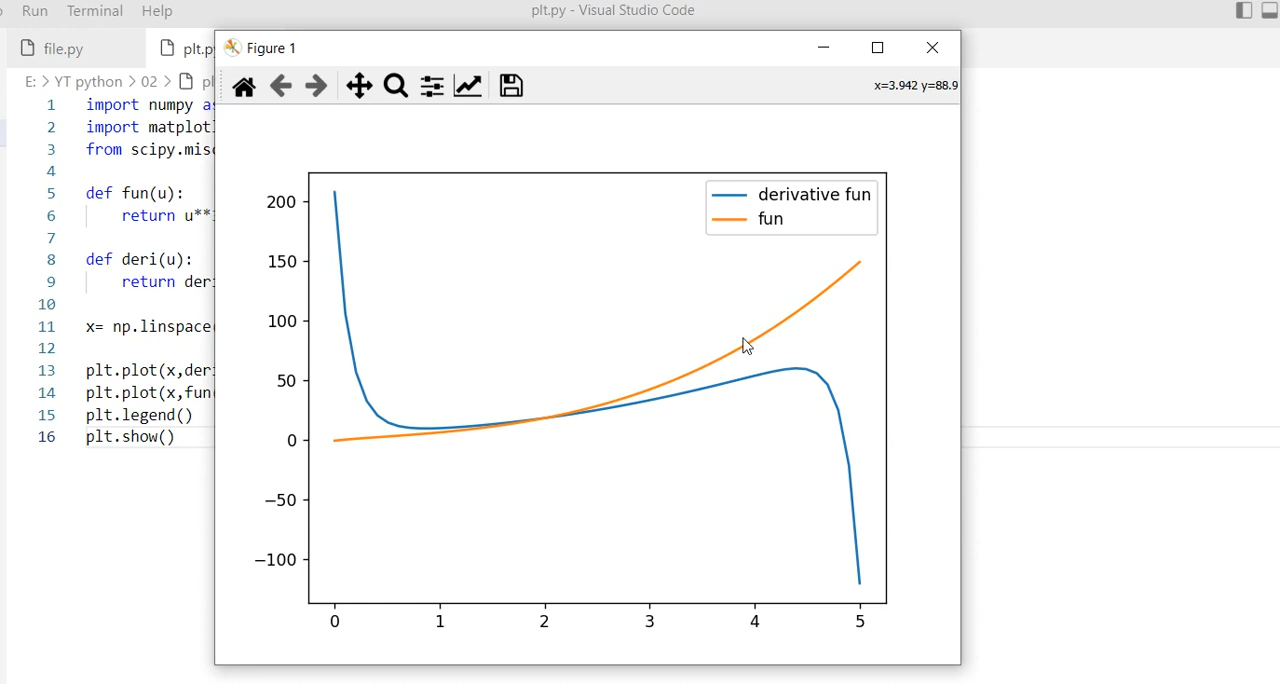 Run Terminal Help
plt.py - Visual Studio Code
file.py
plt.p
Figure 1
E: > YT python > 02 >
x=3.942 y=88.9
1 import numpy as
2 import matplotl
3 from scipy.misc
4
5 def fun(u):
6 return u**
7
8 def deri(u):
9 return deri
10
11 x= np.linspace(
12
13 plt.plot(x,deri
14 plt.plot(x,fun(
15 plt.legend()
16 plt.show()
derivative fun
fun
200
150
100
50
0
−50
−100
0 1 2 3 4 5